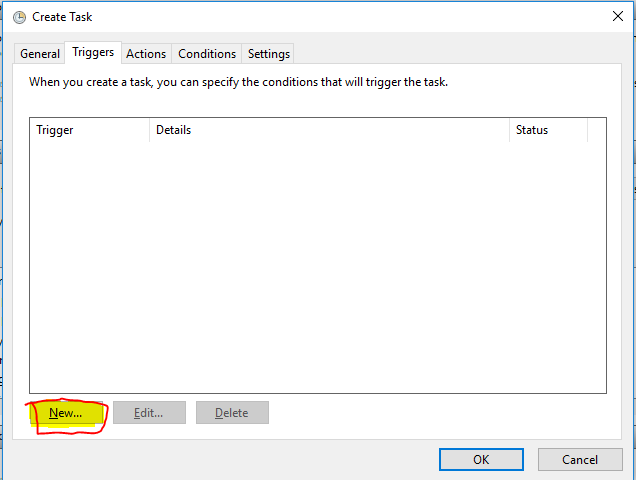 Create Task
General Triggers Actions Conditions Settings
When you create a task, you can specify the conditions that will trigger the task.
Trigger Details Status
New... Edit... Delete
OK Cancel